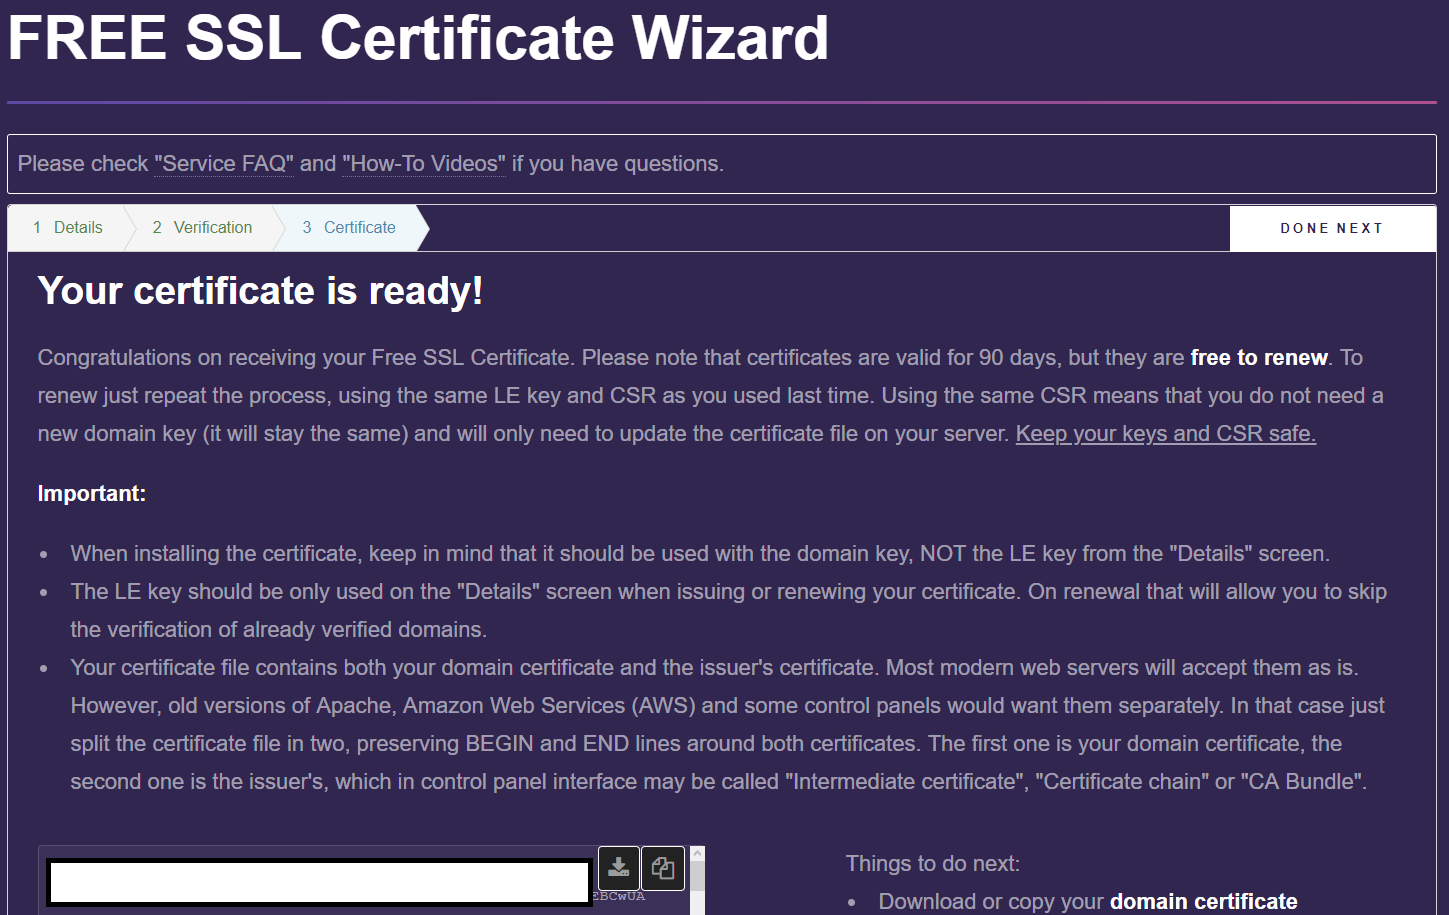 FREE SSL Certificate Wizard
Please check "Service FAQ" and "How-To Videos" if you have questions.
1 Details 2 Verification 3 Certificate DONE NEXT
Your certificate is ready!
Congratulations on receiving your Free SSL Certificate. Please note that certificates are valid for 90 days, but they are free to renew. To
renew just repeat the process, using the same LE key and CSR as you used last time. Using the same CSR means that you do not need a
new domain key (it will stay the same) and will only need to update the certificate file on your server. Keep your keys and CSR safe.
Important:
• When installing the certificate, keep in mind that it should be used with the domain key, NOT the LE key from the "Details" screen.
• The LE key should be only used on the "Details" screen when issuing or renewing your certificate. On renewal that will allow you to skip
the verification of already verified domains.
• Your certificate file contains both your domain certificate and the issuer's certificate. Most modern web servers will accept them as is.
However, old versions of Apache, Amazon Web Services (AWS) and some control panels would want them separately. In that case just
split the certificate file in two, preserving BEGIN and END lines around both certificates. The first one is your domain certificate, the
second one is the issuer's, which in control panel interface may be called "Intermediate certificate", "Certificate chain" or "CA Bundle".
EBCwUA
Things to do next:
• Download or copy your domain certificate